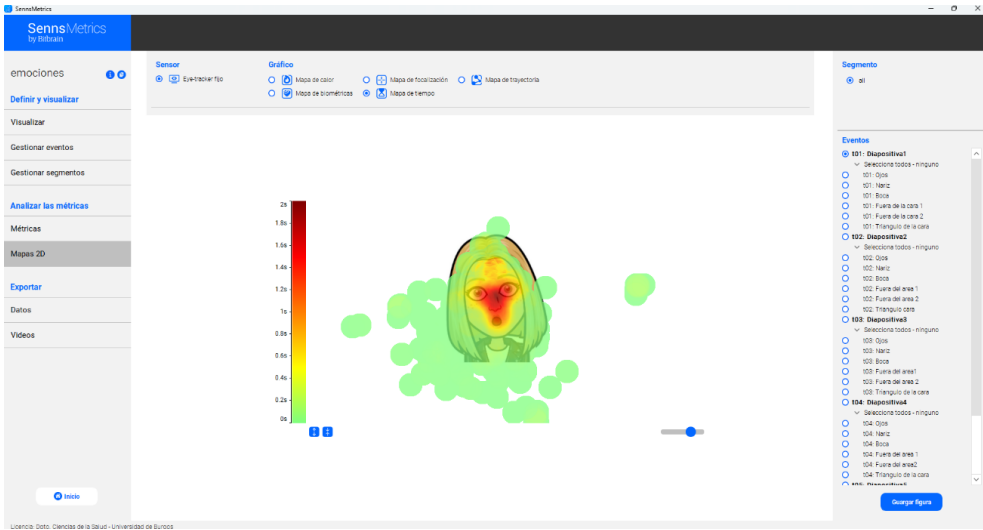 SennsMetrics
SennsMetrics
by Bitbrain
emociones
Definir y visualizar
Visualizar
Gestionar eventos
Gestionar segmentos
Analizar las métricas
Métricas
Mapas 2D
Exportar
Datos
Videos
Inicio
Sensor
Eye-tracker fijo
Gráfico
Mapa de calor
Mapa de focalización
Mapa de trayectoria
Mapa de biométricas
Mapa de tiempo
2s
1.8s
1.6s
1.4s
1.2s
1s
0.8s
0.6s
0.4s
0.2s
0s
Segmento
all
Eventos
t01: Diapositiva1
Selecciona todos - ninguno
t01: Ojos
t01: Nariz
t01: Boca
t01: Fuera de la cara 1
t01: Fuera de la cara 2
t01: Triangulo de la cara
t02: Diapositiva2
Selecciona todos - ninguno
t02: Ojos
t02: Nariz
t02: Boca
t02: Fuera del area 1
t02: Fuera del area 2
t02: Triangulo cara
t03: Diapositiva3
Selecciona todos - ninguno
t03: Ojos
t03: Nariz
t03: Boca
t03: Fuera del area1
t03: Fuera del area 2
t03: Triangulo de la cara
t04: Diapositiva4
Selecciona todos - ninguno
t04: Ojos
t04: Nariz
t04: Boca
t04: Fuera del area 1
t04: Fuera del area2
t04: Triangulo de la cara
t05: Diapositiva5
Guargar figura
Licencia: Dpto. Ciencias de la Salud - Universidad de Burgos